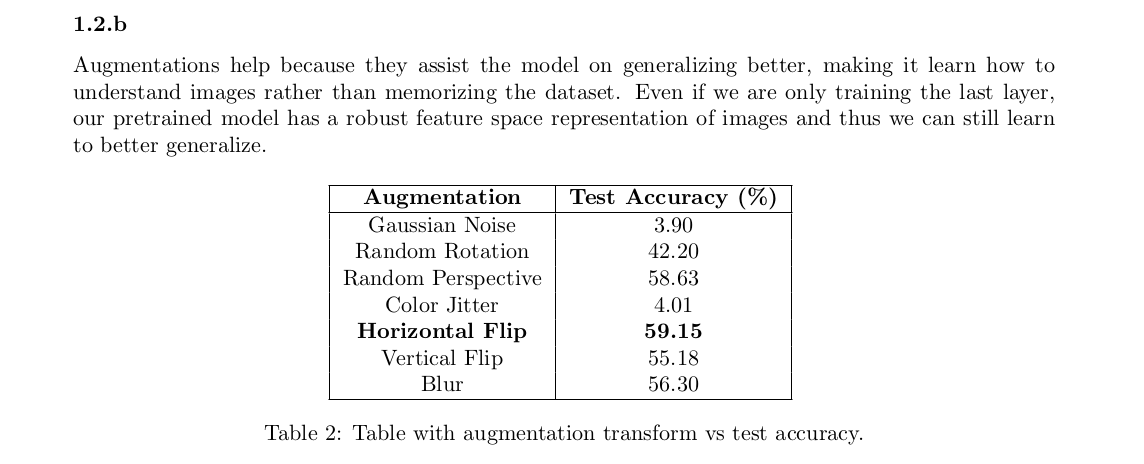 1.2.b
Augmentations help because they assist the model on generalizing better, making it learn how to
understand images rather than memorizing the dataset. Even if we are only training the last layer,
our pretrained model has a robust feature space representation of images and thus we can still learn
to better generalize.
Augmentation Test Accuracy (%)
Gaussian Noise 3.90
Random Rotation 42.20
Random Perspective 58.63
Color Jitter 4.01
Horizontal Flip 59.15
Vertical Flip 55.18
Blur 56.30
Table 2: Table with augmentation transform vs test accuracy.